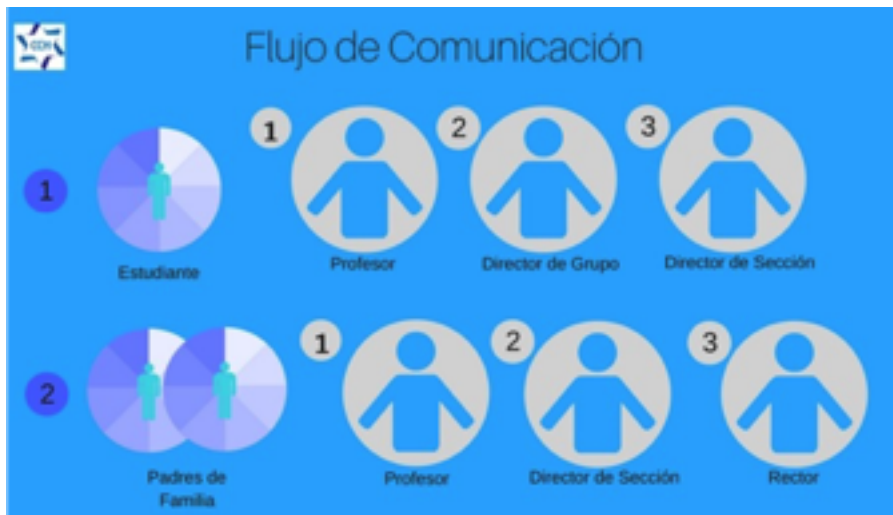 CCH
Flujo de Comunicación
1
1
2
3
Estudiante
Profesor
Director de Grupo
Director de Sección
2
1
2
3
Padres de
Familia
Profesor
Director de Sección
Rector